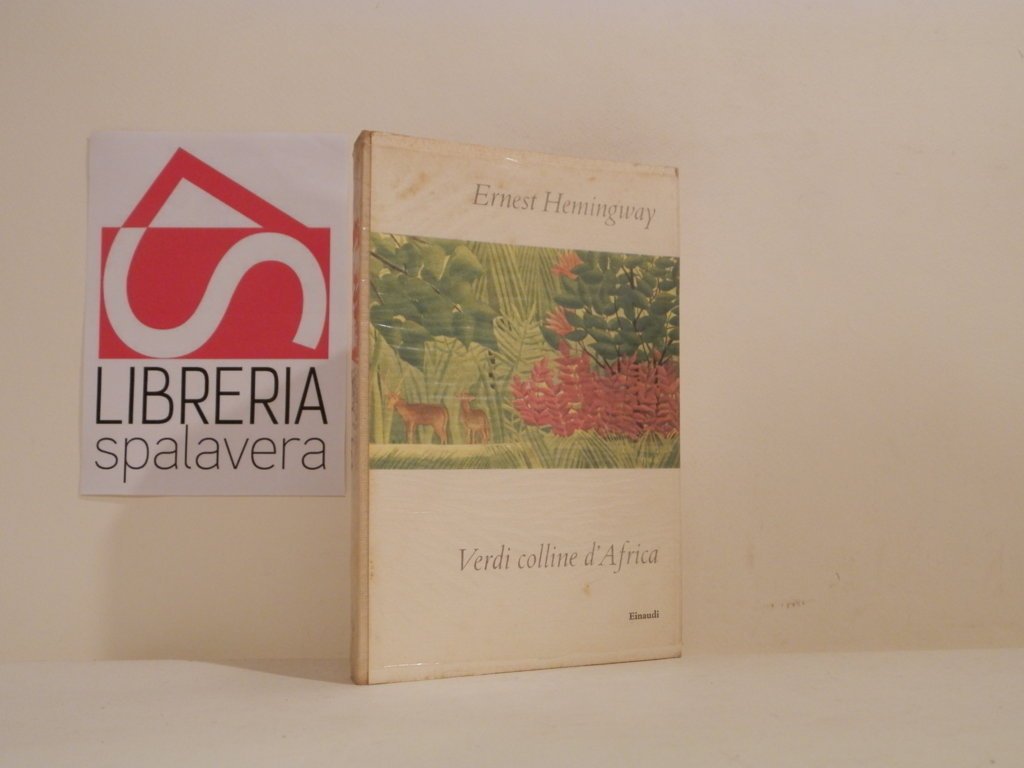 LIBRERIA
spalavera
Ernest Hemingway
Verdi colline d'Africa
Einaudi